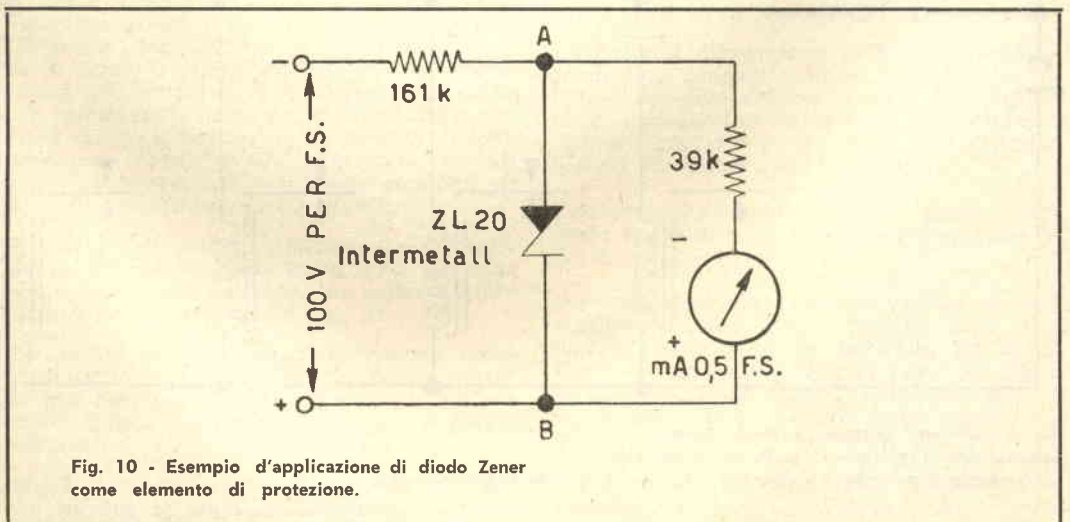 A
-
161 k
100 V PER F.S.
39k
ZL 20
Intermetall
-
+
mA 0,5 F.S.
+
B
Fig. 10 - Esempio d'applicazione di diodo Zener
come elemento di protezione.